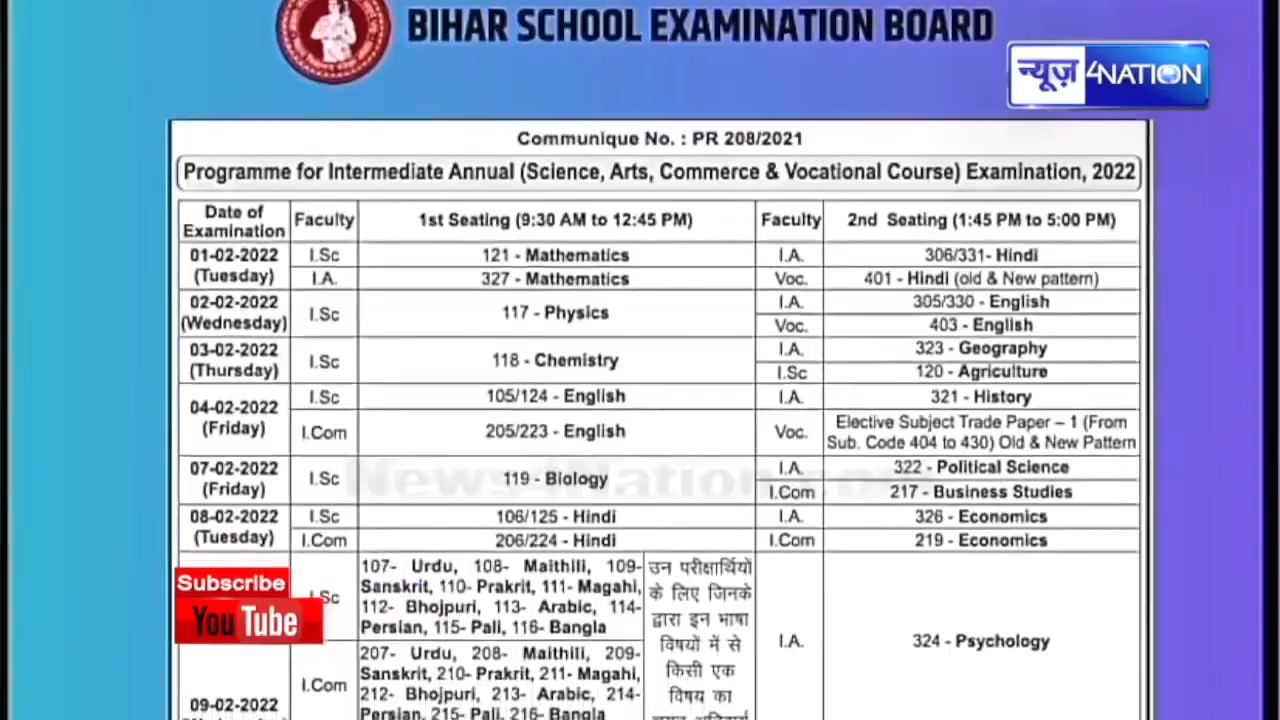 BIHAR SCHOOL EXAMINATION BOARD
न्यूज़ 4NATION
Communique No. : PR 208/2021
Programme for Intermediate Annual (Science, Arts, Commerce & Vocational Course) Examination, 2022
Date of Examination Faculty 1st Seating (9:30 AM to 12:45 PM) Faculty 2nd Seating (1:45 PM to 5:00 PM)
01-02-2022 (Tuesday) I.Sc 121 - Mathematics I.A. 306/331- Hindi
I.A. 327 - Mathematics Voc. 401 - Hindi (old & New pattern)
02-02-2022 (Wednesday) I.Sc 117 - Physics I.A. 305/330 - English
Voc. 403 - English
03-02-2022 (Thursday) I.Sc 118 - Chemistry I.A. 323 - Geography
I.Sc 120 - Agriculture
04-02-2022 (Friday) I.Sc 105/124 - English I.A. 321 - History
I.Com 205/223 - English Voc. Elective Subject Trade Paper – 1 (From
Sub. Code 404 to 430) Old & New Pattern
07-02-2022 (Friday) I.Sc 119 - Biology I.A. 322 - Political Science
I.Com 217 - Business Studies
News4Nation.com
08-02-2022 (Tuesday) I.Sc 106/125 - Hindi I.A. 326 - Economics
I.Com 206/224 - Hindi I.Com 219 - Economics
Subscribe
YouTube
09-02-2022
Sc
107- Urdu, 108- Maithili, 109-
Sanskrit, 110- Prakrit, 111- Magahi,
112- Bhojpuri, 113- Arabic, 114-
Persian, 115- Pali, 116- Bangla
I.Com
207- Urdu, 208- Maithili, 209-
Sanskrit, 210- Prakrit, 211- Magahi,
212- Bhojpuri, 213- Arabic, 214-
Persian, 215- Pali, 216- Bangla
उन परीक्षार्थियों
के लिए जिनके
द्वारा इन भाषा
विषयों में से
किसी एक
विषय का
I.A. 324 - Psychology